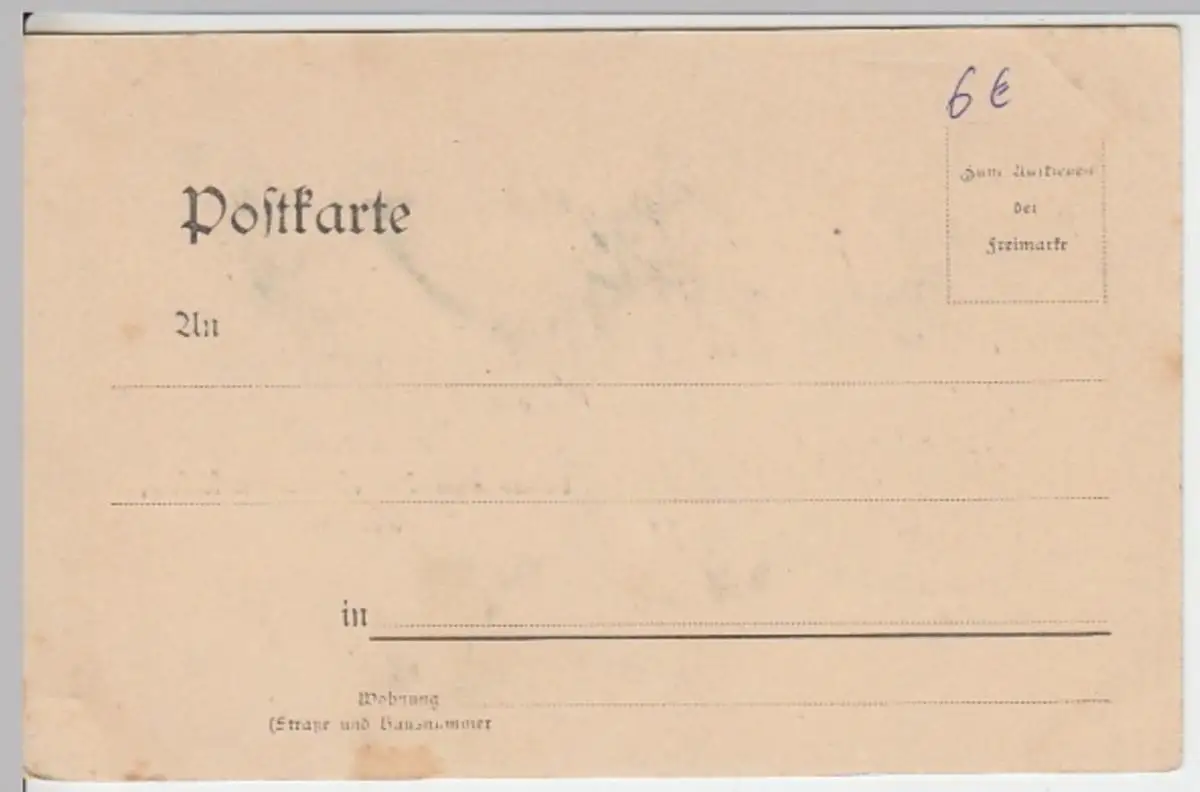 6 €
Postkarte
Zum Aufkleben
der
Freimarke
An
in
Wohnung
(Straße und Hausnummer